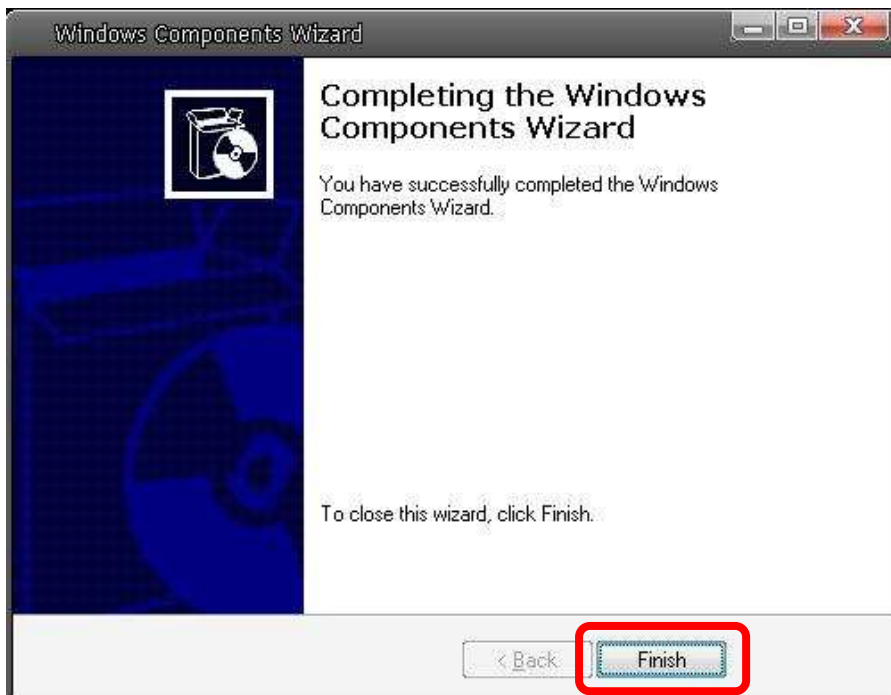 Windows Components Wizard
Completing the Windows
Components Wizard
You have successfully completed the Windows
Components Wizard.
To close this wizard, click Finish.
< Back
Finish